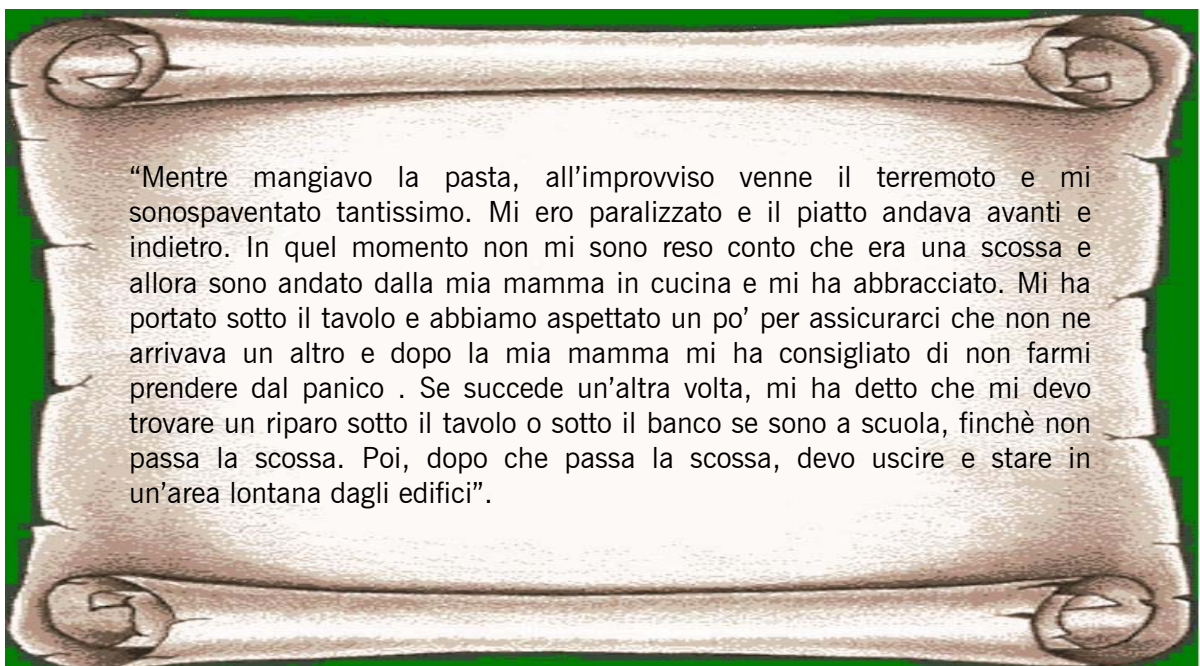 “Mentre mangiavo la pasta, all’improvviso venne il terremoto e mi
sonospaventato tantissimo. Mi ero paralizzato e il piatto andava avanti e
indietro. In quel momento non mi sono reso conto che era una scossa e
allora sono andato dalla mia mamma in cucina e mi ha abbracciato. Mi ha
portato sotto il tavolo e abbiamo aspettato un po’ per assicurarci che non ne
arrivava un altro e dopo la mia mamma mi ha consigliato di non farmi
prendere dal panico . Se succede un’altra volta, mi ha detto che mi devo
trovare un riparo sotto il tavolo o sotto il banco se sono a scuola, finchè non
passa la scossa. Poi, dopo che passa la scossa, devo uscire e stare in
un’area lontana dagli edifici”.